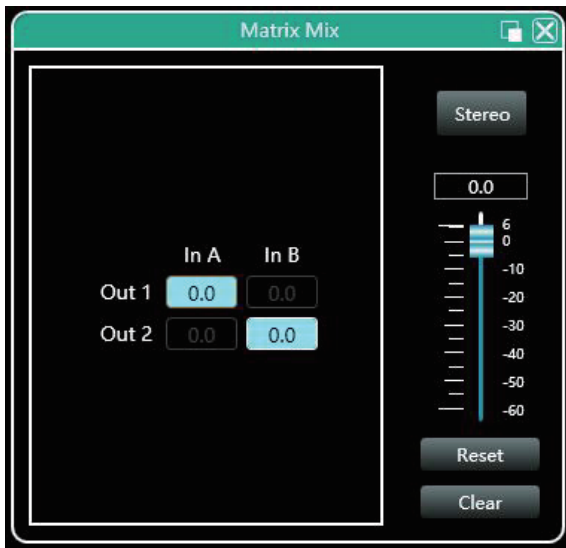 Matrix Mix
Stereo
0.0
6
0
-10
-20
-30
-40
-50
-60
In A In B
Out 1 0.0 0.0
Out 2 0.0 0.0
Reset
Clear